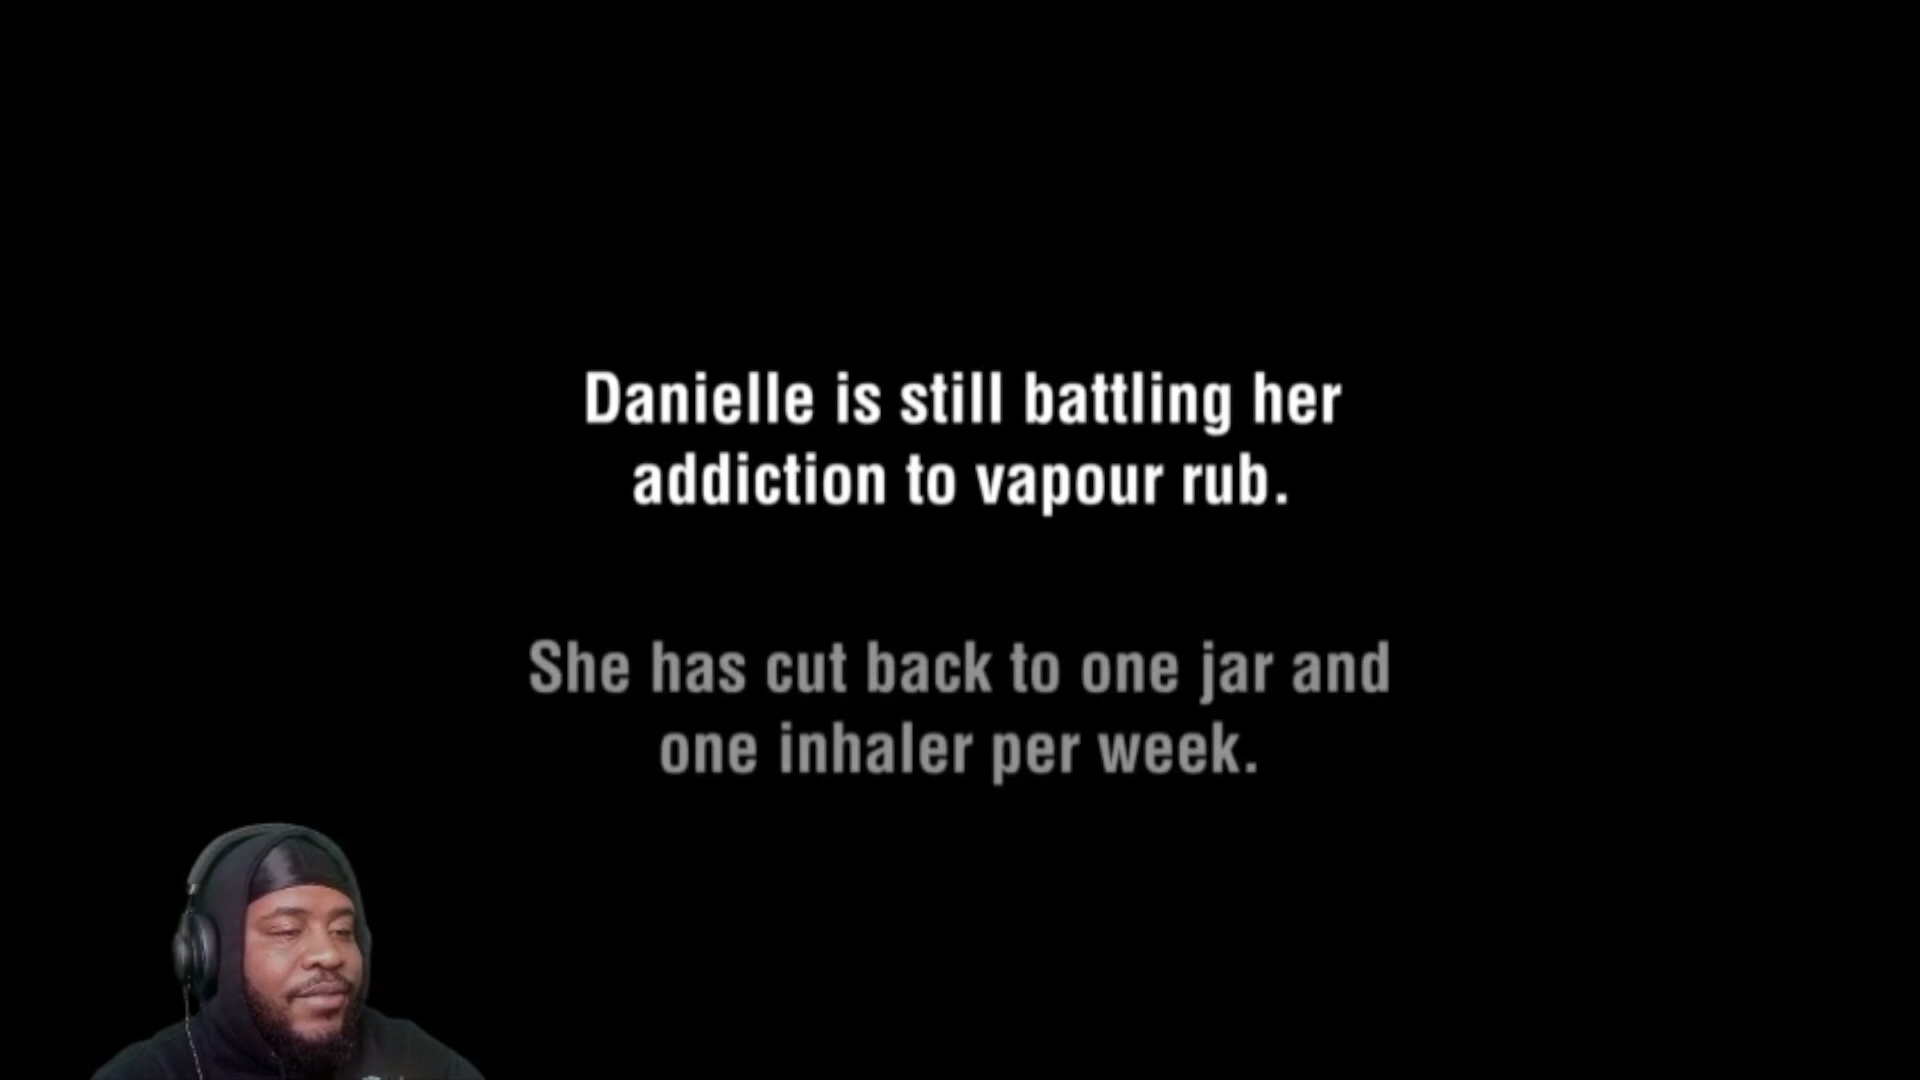 Danielle is still battling her
addiction to vapour rub.
She has cut back to one jar and
one inhaler per week.